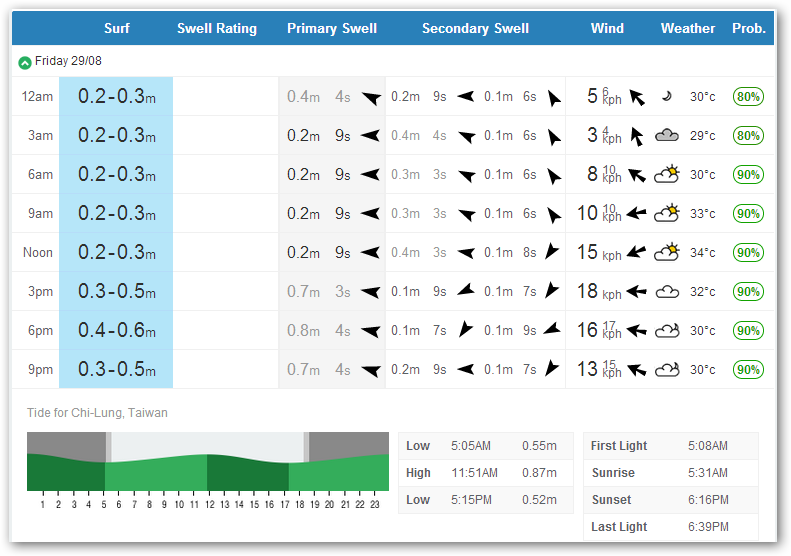 Surf Swell Rating Primary Swell Secondary Swell Wind Weather Prob.
Friday 29/08
12am 0.2-0.3m 0.4m 4s 0.2m 9s 0.1m 6s 5 6 kph 30°c 80%
3am 0.2-0.3m 0.2m 9s 0.4m 4s 0.1m 6s 3 4 kph 29°c 80%
6am 0.2-0.3m 0.2m 9s 0.3m 3s 0.1m 6s 8 10 kph 30°c 90%
9am 0.2-0.3m 0.2m 9s 0.3m 3s 0.1m 6s 10 10 kph 33°c 90%
Noon 0.2-0.3m 0.2m 9s 0.4m 3s 0.1m 8s 15 kph 34°c 90%
3pm 0.3-0.5m 0.7m 3s 0.1m 9s 0.1m 7s 18 kph 32°c 90%
6pm 0.4-0.6m 0.8m 4s 0.1m 7s 0.1m 9s 16 17 kph 30°c 90%
9pm 0.3-0.5m 0.7m 4s 0.2m 9s 0.1m 7s 13 15 kph 30°c 90%
Tide for Chi-Lung, Taiwan
Low 5:05AM 0.55m First Light 5:08AM
High 11:51AM 0.87m Sunrise 5:31AM
Low 5:15PM 0.52m Sunset 6:16PM
1 2 3 4 5 6 7 8 9 10 11 12 13 14 15 16 17 18 19 20 21 22 23
Last Light 6:39PM